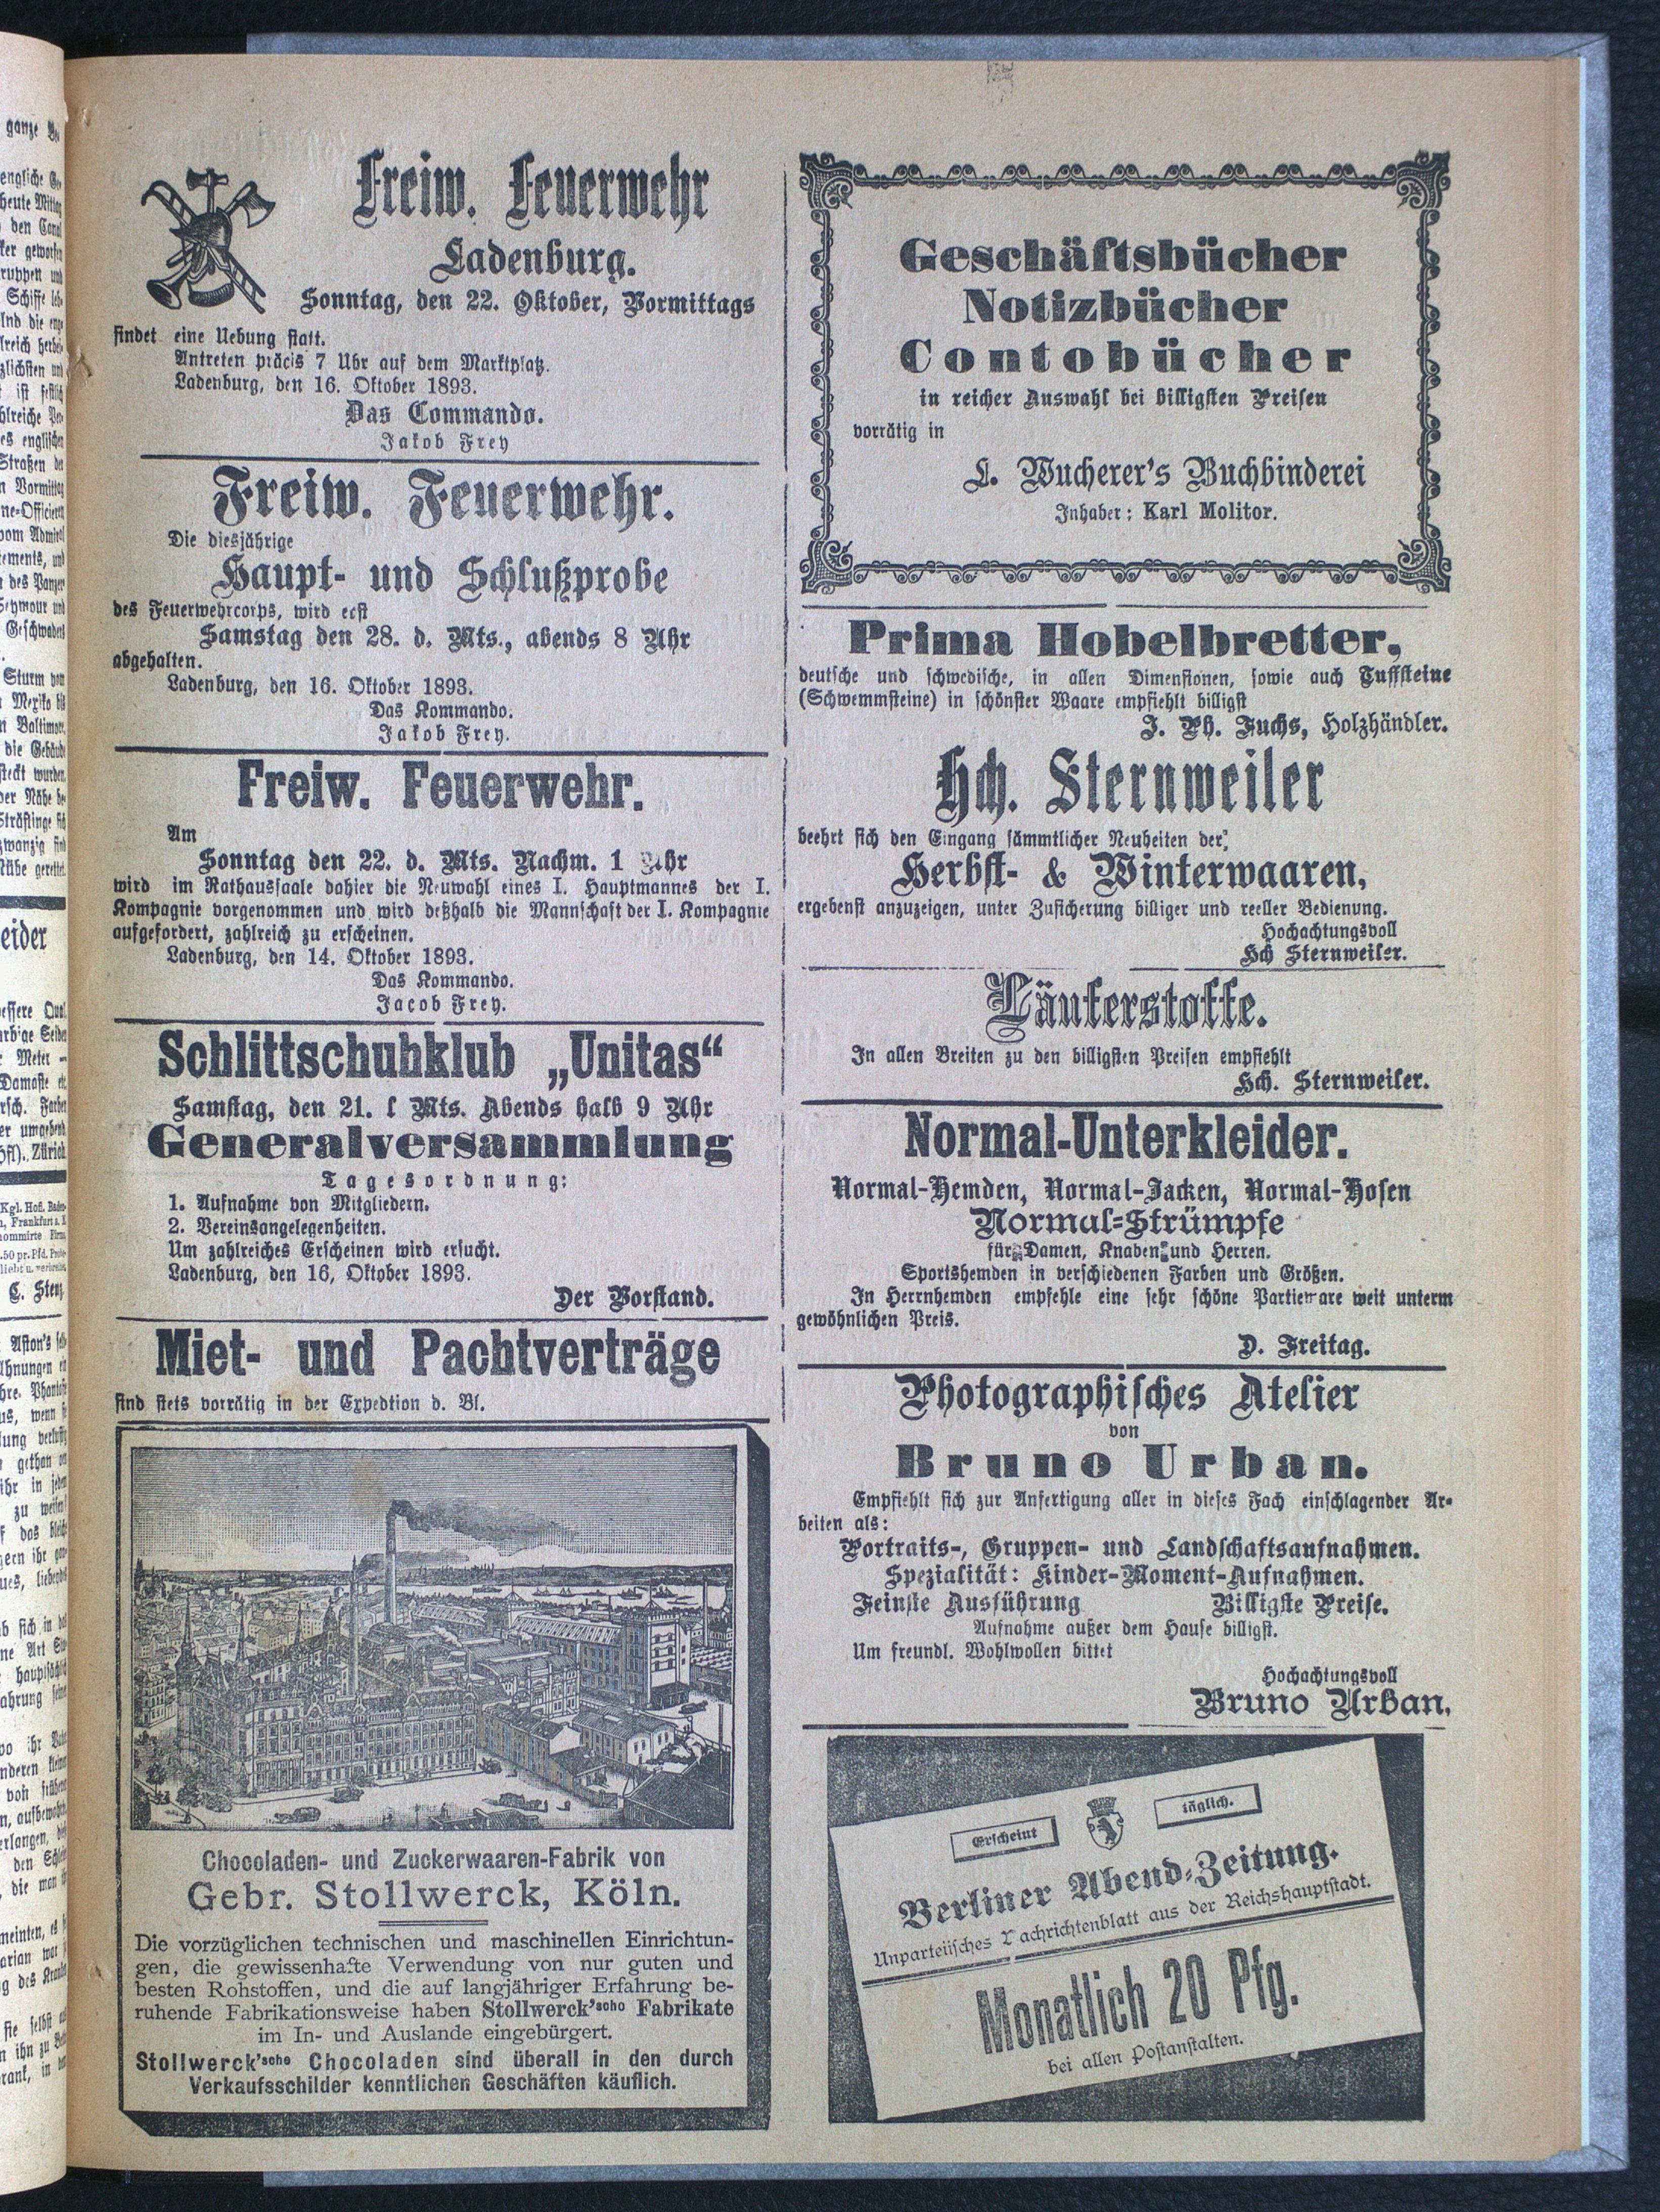 Freiw. Feuerwehr
Ladenburg.
Sonntag, den 22. Oktober, Vormittags
findet eine Uebung statt.
Antreten präcis 7 Uhr auf dem Marktplatz.
Ladenburg, den 16. Oktober 1893.
Das Commando.
Jakob Frey
Freiw. Feuerwehr.
Die diesjährige
Haupt- und Schlußprobe
des Feuerwehrcorps, wird erst
Samstag den 28. d. Mts., abends 8 Uhr
abgehalten.
Ladenburg, den 16. Oktober 1893.
Das Kommando.
Jakob Frey.
Freiw. Feuerwehr.
Am
Sonntag den 22. d. Mts. Nachm. 1 Uhr
wird im Rathaussaale dahier die Neuwahl eines I. Hauptmannes der I.
Kompagnie vorgenommen und wird deßhalb die Mannschaft der I. Kompagnie
aufgefordert, zahlreich zu erscheinen.
Ladenburg, den 14. Oktober 1893.
Das Kommando.
Jacob Frey.
Schlittschuhklub „Unitas“
Samstag, den 21. l Mts. Abends halb 9 Uhr
Generalversammlung
Tagesordnung:
1. Aufnahme von Mitgliedern.
2. Vereinsangelegenheiten.
Um zahlreiches Erscheinen wird ersucht.
Ladenburg, den 16, Oktober 1893.
Der Vorstand.
Miet- und Pachtverträge
sind stets vorrätig in der Expedtion d. Bl.
Chocoladen- und Zuckerwaaren-Fabrik von
Gebr. Stollwerck, Köln.
Die vorzüglichen technischen und maschinellen Einrichtun-
gen, die gewissenhafte Verwendung von nur guten und
besten Rohstoffen, und die auf langjähriger Erfahrung be-
ruhende Fabrikationsweise haben Stollwerck'sche Fabrikate
im In- und Auslande eingebürgert.
Stollwerck'sche Chocoladen sind überall in den durch
Verkaufsschilder kenntlichen Geschäften käuflich.
Geschäftsbücher
Notizbücher
Contobücher
in reicher Auswahl bei billigsten Preisen
vorrätig in
L. Wucherer's Buchbinderei
Inhaber: Karl Molitor.
Prima Hobelbretter,
deutsche und schwedische, in allen Dimensionen, sowie auch Tuffsteine
(Schwemmsteine) in schönster Waare empfiehlt billigst
J. Ph. Fuchs, Holzhändler.
Hch. Sternweiler
beehrt sich den Eingang sämmtlicher Neuheiten der
Herbst- & Winterwaaren,
ergebenst anzuzeigen, unter Zusicherung billiger und reeller Bedienung.
Hochachtungsvoll
Hch Sternweiler.
Läuferstoffe.
In allen Breiten zu den billigsten Preisen empfiehlt
Hch. Sternweiler.
Normal-Unterkleider.
Normal-Hemden, Normal-Jacken, Normal-Hosen
Normal-Strümpfe
für Damen, Knaben und Herren.
Sportshemden in verschiedenen Farben und Größen.
In Herrnhemden empfehle eine sehr schöne Partieware weit unterm
gewöhnlichen Preis.
D. Freitag.
Photographisches Atelier
von
Bruno Urban.
Empfiehlt sich zur Anfertigung aller in dieses Fach einschlagender Ar-
beiten als:
Portraits-, Gruppen- und Landschaftsaufnahmen.
Spezialität: Kinder-Moment-Aufnahmen.
Feinste Ausführung Billigste Preise.
Aufnahme außer dem Hause billigst.
Um freundl. Wohlwollen bittet
Hochachtungsvoll
Bruno Urban.
Erscheint täglich.
Berliner Abend-Zeitung.
Unparteiisches Nachrichtenblatt aus der Reichshauptstadt.
Monatlich 20 Pfg.
bei allen Postanstalten.